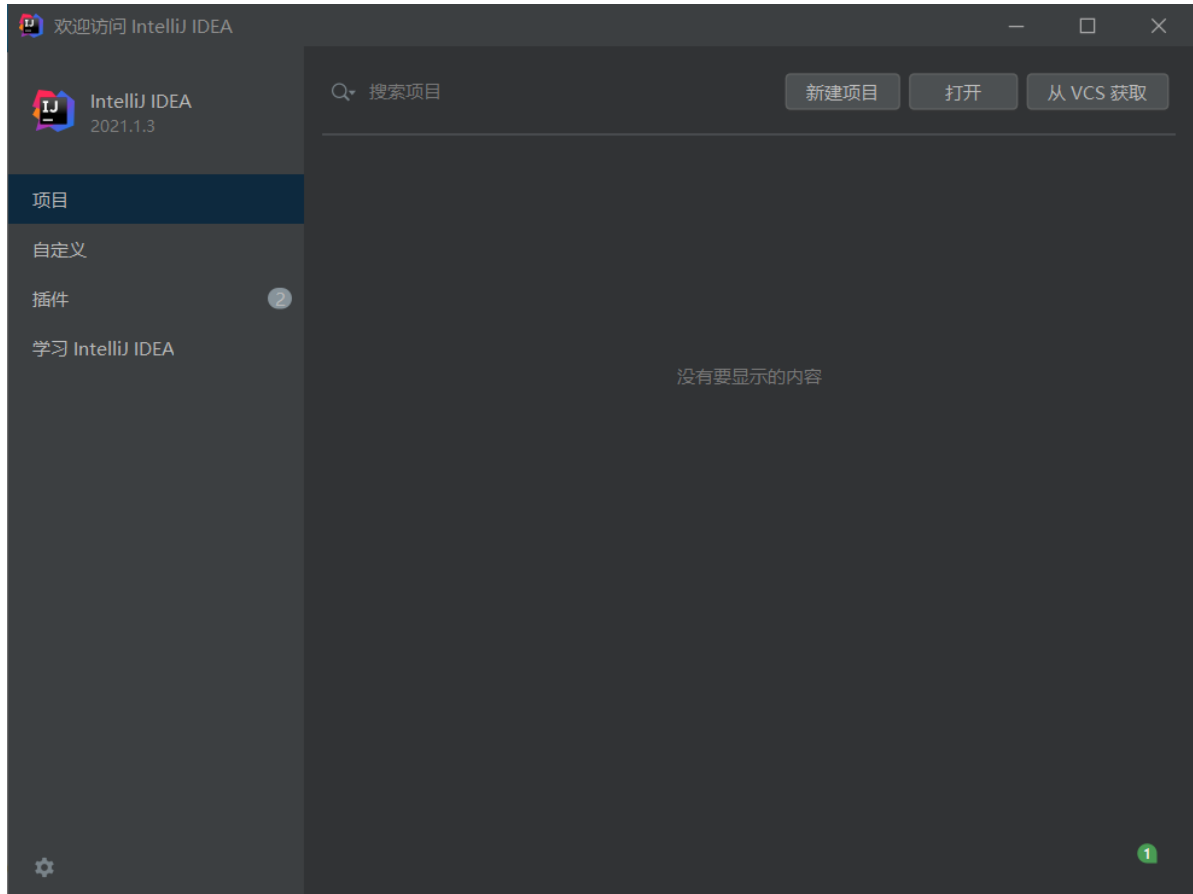 欢迎访问 IntelliJ IDEA
IJ
IntelliJ IDEA
2021.1.3
搜索项目
新建项目
打开
从 VCS 获取
项目
自定义
插件
2
学习 IntelliJ IDEA
没有要显示的内容
1